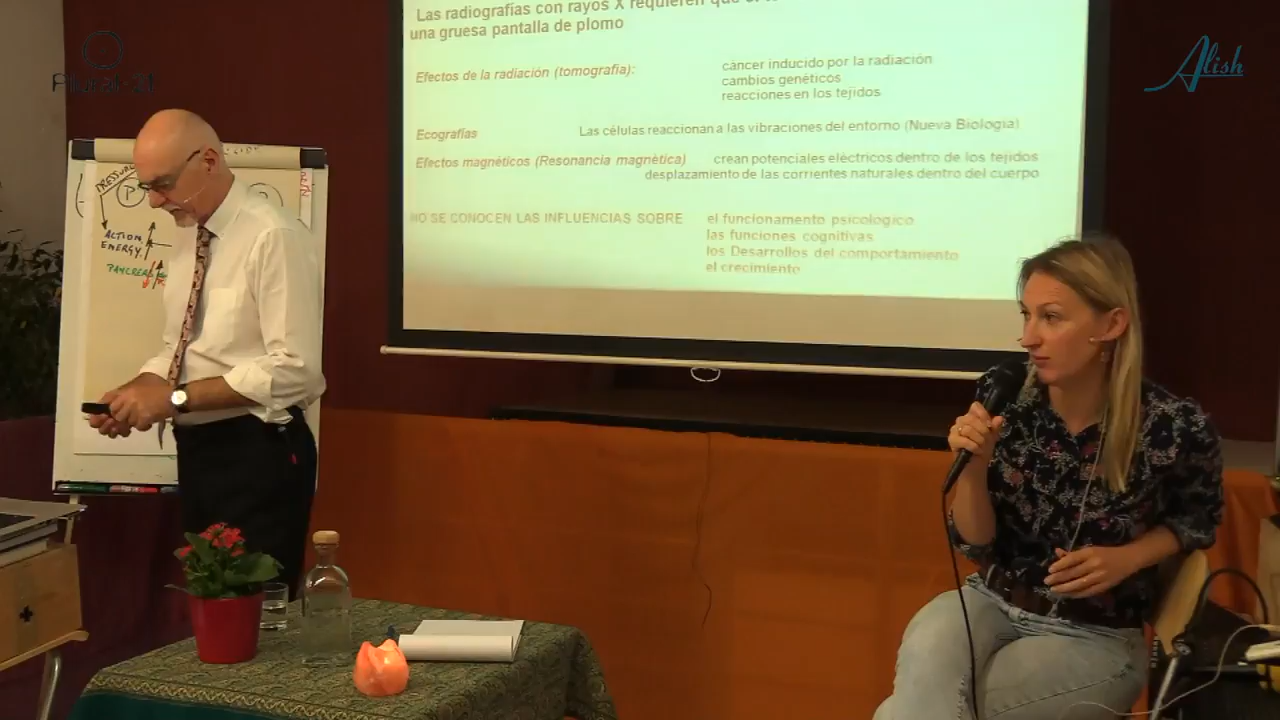 Las radiografías con rayos X requieren que
una gruesa pantalla de plomo
Efectos de la radiación (tomografía): cáncer inducido por la radiación
cambios genéticos
reacciones en los tejidos
Ecografías Las células reaccionan a las vibraciones del entorno (Nueva Biología)
Efectos magnéticos (Resonancia magnética) crean potenciales eléctricos dentro de los tejidos
desplazamiento de las corrientes naturales dentro del cuerpo
NO SE CONOCEN LAS INFLUENCIAS SOBRE el funcionamento psicologico
las funciones cognitivas
los Desarrollos del comportamiento
el crecimiento
Plural-21
Alish
PRESSURE
P
ACTION
ENERGY
PANCREAS